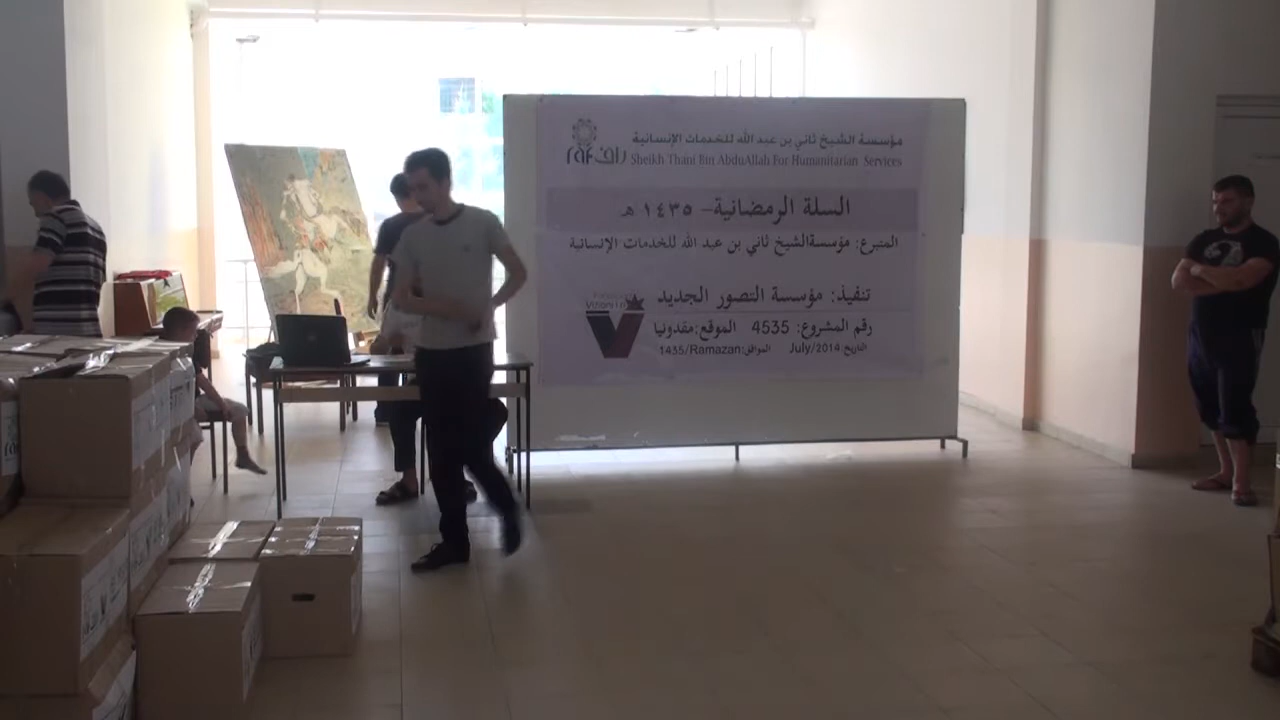 مؤسسة الشيخ ثاني بن عبد الله للخدمات الإنسانية
raf راف Sheikh Thani Bin AbduAllah For Humanitarian Services
السلة الرمضانية- ١٤٣٥ هـ
المتبرع: مؤسسةالشيخ ثاني بن عبد الله للخدمات الإنسانية
تنفيذ: مؤسسة التصور الجديد
رقم المشروع: 4535 الموقع:مقدونيا
التاريخ July/2014 الموافق:1435/Ramazan